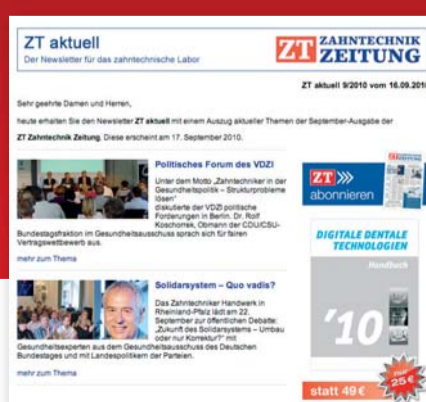 ZT aktuell
Der Newsletter für das zahntechnische Labor
ZT ZAHNTECHNIK
ZEITUNG
ZT aktuell 9/2010 vom 16.09.2010
Sehr geehrte Damen und Herren,
heute erhalten Sie den Newsletter ZT aktuell mit einem Auszug aktueller Themen der September-Ausgabe der
ZT Zahntechnik Zeitung. Diese erscheint am 17. September 2010.
Politisches Forum des VDZI
Unter dem Motto „Zahntechniker in der
Gesundheitspolitik – Strukturprobleme
lösen"
diskutierte der VDZI politische
Forderungen in Berlin. Dr. Rolf
Koschorrek, Obmann der CDU/CSU-
Bundestagsfraktion im Gesundheitsausschuss sprach sich für fairen
Vertragswettbewerb aus.
mehr zum Thema
Solidarsystem – Quo vadis?
Das Zahntechniker Handwerk in
Rheinland-Pfalz lädt am 22.
September zur öffentlichen Debatte:
„Zukunft des Solidarsystems – Umbau
oder nur Korrektur?" mit
Gesundheitsexperten aus dem Gesundheitsausschuss des Deutschen
Bundestages und mit Landespolitikern der Parteien.
mehr zum Thema
ZT
abonnieren
DIGITALE DENTALE
TECHNOLOGIEN
Handbuch
'10
statt 49 €
25 €